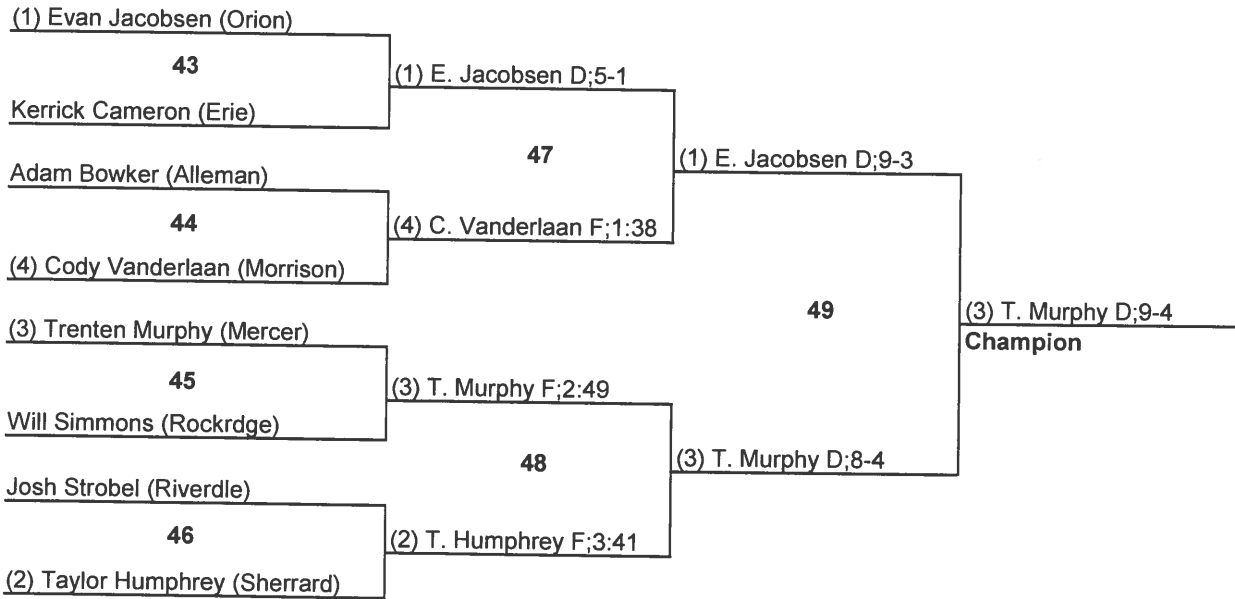 (1) Evan Jacobsen (Orion)
43
(1) E. Jacobsen D;5-1
Kerrick Cameron (Erie)
47
(1) E. Jacobsen D;9-3
Adam Bowker (Alleman)
44
(4) C. Vanderlaan F;1:38
(4) Cody Vanderlaan (Morrison)
49
(3) T. Murphy D;9-4
Champion
(3) Trenten Murphy (Mercer)
45
(3) T. Murphy F;2:49
Will Simmons (Rockrdge)
48
(3) T. Murphy D;8-4
Josh Strobel (Riverdle)
46
(2) T. Humphrey F;3:41
(2) Taylor Humphrey (Sherrard)